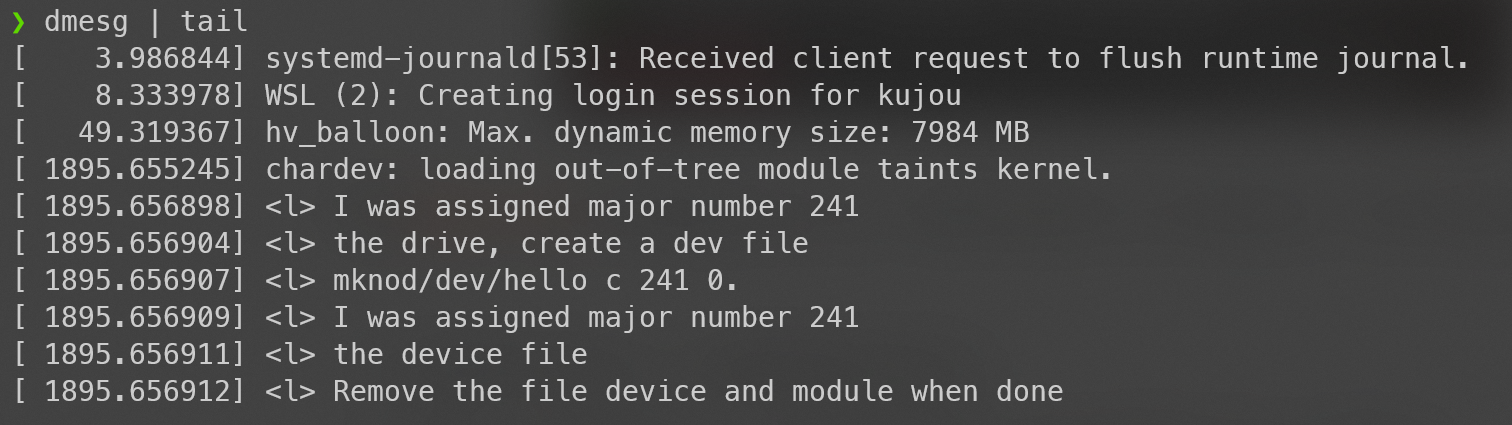 ❯ dmesg | tail
[    3.986844] systemd-journald[53]: Received client request to flush runtime journal.
[    8.333978] WSL (2): Creating login session for kujou
[   49.319367] hv_balloon: Max. dynamic memory size: 7984 MB
[ 1895.655245] chardev: loading out-of-tree module taints kernel.
[ 1895.656898] <l> I was assigned major number 241
[ 1895.656904] <l> the drive, create a dev file
[ 1895.656907] <l> mknod/dev/hello c 241 0.
[ 1895.656909] <l> I was assigned major number 241
[ 1895.656911] <l> the device file
[ 1895.656912] <l> Remove the file device and module when done